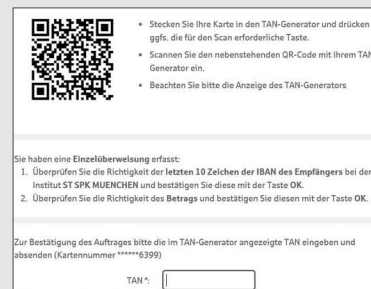 • Stecken Sie Ihre Karte in den TAN-Generator und drücken
ggfs. die für den Scan erforderliche Taste.
• Scannen Sie den nebenstehenden QR-Code mit Ihrem TAN
Generator ein.
• Beachten Sie bitte die Anzeige des TAN-Generators
Sie haben eine Einzelüberweisung erfasst:
1. Überprüfen Sie die Richtigkeit der letzten 10 Zeichen der IBAN des Empfängers bei der
Institut ST SPK MUENCHEN und bestätigen Sie diese mit der Taste OK.
2. Überprüfen Sie die Richtigkeit des Betrags und bestätigen Sie diesen mit der Taste OK.
Zur Bestätigung des Auftrages bitte die im TAN-Generator angezeigte TAN eingeben und
absenden (Kartennummer ******6399)
TAN*: